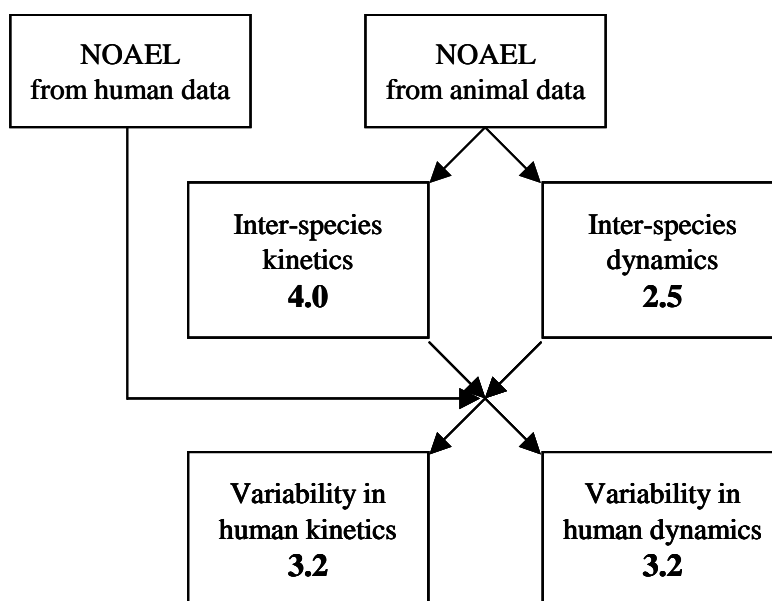 NOAEL
from human data
NOAEL
from animal data
Inter-species
kinetics
4.0
Inter-species
dynamics
2.5
Variability in
human kinetics
3.2
Variability in
human dynamics
3.2